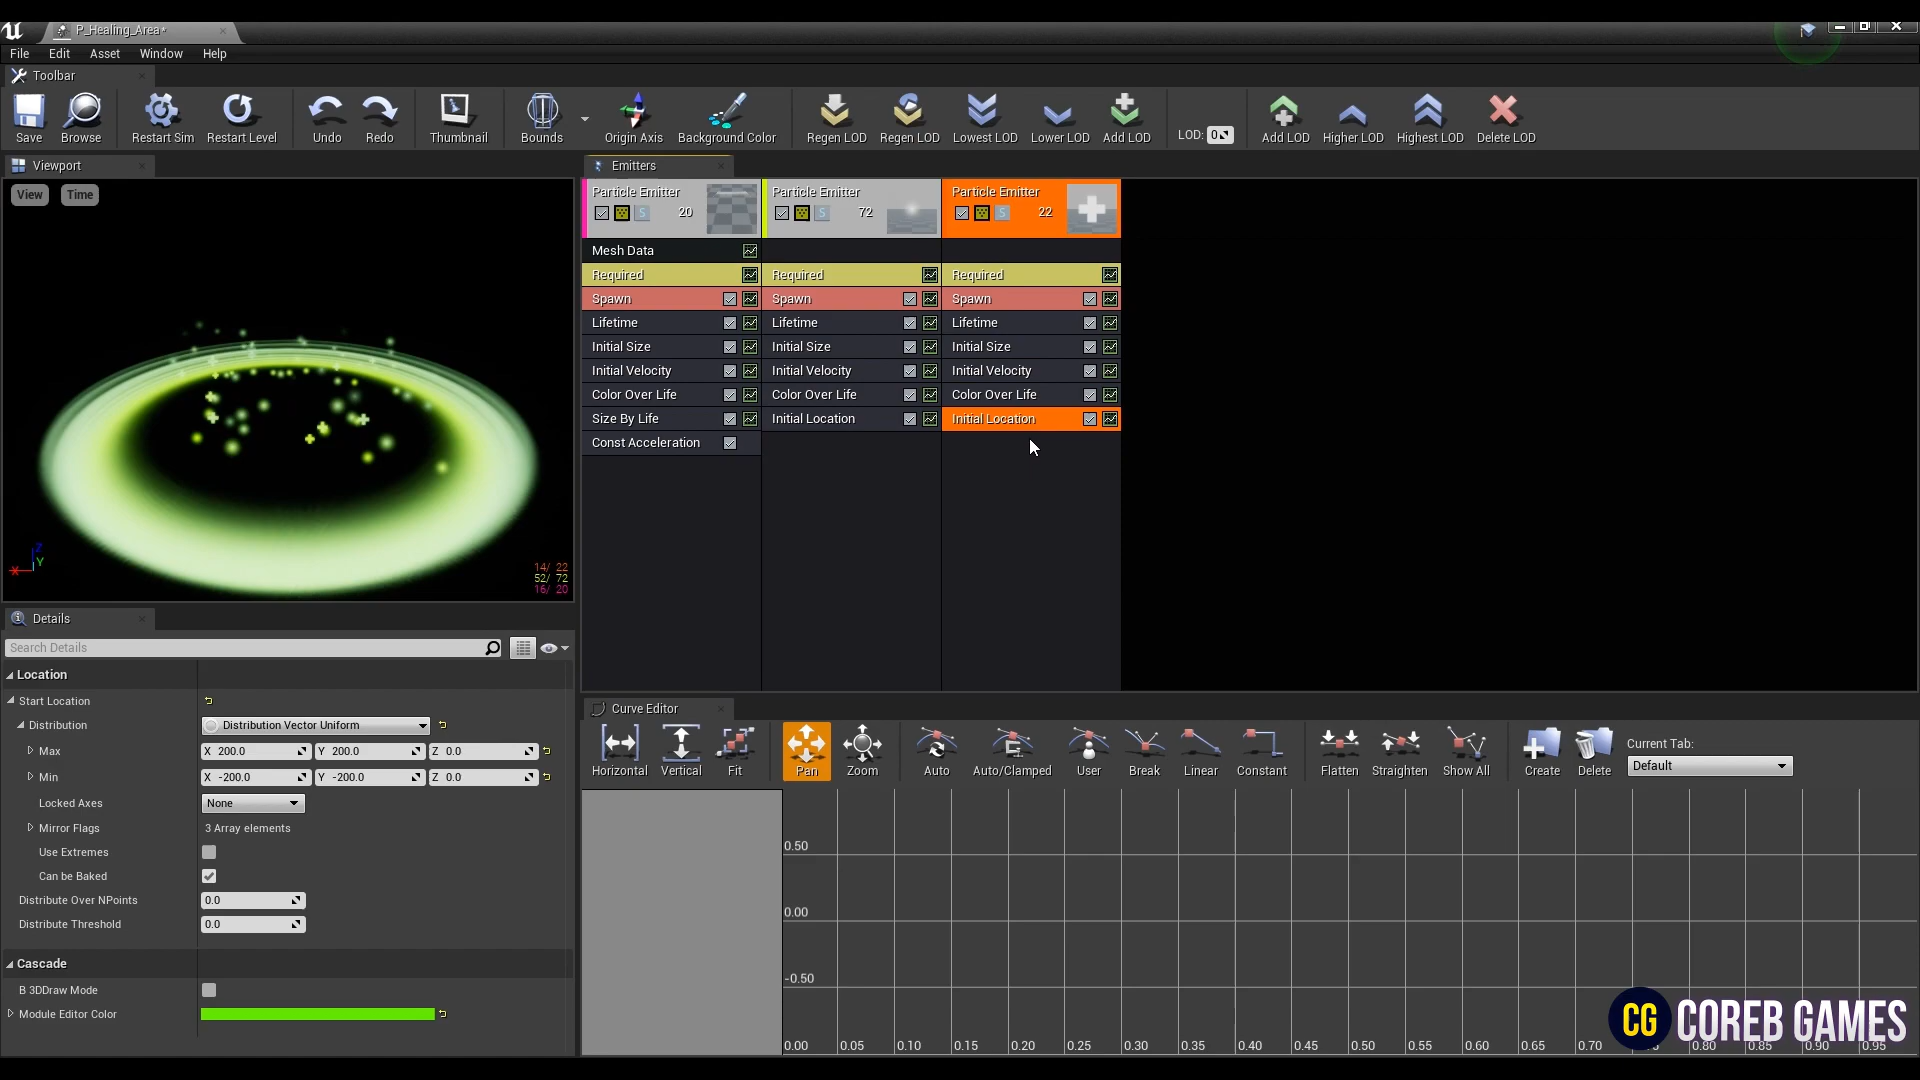 P_Healing_Area*
File Edit Asset Window Help
Toolbar
Save Browse Restart Sim Restart Level Undo Redo Thumbnail Bounds Origin Axis Background Color Regen LOD Regen LOD Lowest LOD Lower LOD Add LOD LOD: 0 Add LOD Higher LOD Highest LOD Delete LOD
Viewport
View Time
14/ 22
52/ 72
16/ 20
X Z Y
Emitters
Particle Emitter Particle Emitter Particle Emitter
S 20 S 72 S 22
Mesh Data
Required Required Required
Spawn Spawn Spawn
Lifetime Lifetime Lifetime
Initial Size Initial Size Initial Size
Initial Velocity Initial Velocity Initial Velocity
Color Over Life Color Over Life Color Over Life
Size By Life Initial Location Initial Location
Const Acceleration
Details
Search Details
Location
Start Location
Distribution Distribution Vector Uniform
Max X 200.0 Y 200.0 Z 0.0
Min X -200.0 Y -200.0 Z 0.0
Locked Axes None
Mirror Flags 3 Array elements
Use Extremes
Can be Baked
Distribute Over NPoints 0.0
Distribute Threshold 0.0
Cascade
B 3DDraw Mode
Module Editor Color
Curve Editor
Horizontal Vertical Fit Pan Zoom Auto Auto/Clamped User Break Linear Constant Flatten Straighten Show All Create Delete
Current Tab:
Default
0.50
0.00
-0.50
0.00 0.05 0.10 0.15 0.20 0.25 0.30 0.35 0.40 0.45 0.50 0.55 0.60 0.65 0.70 0.80 0.85 0.90 0.95
CG COREB GAMES